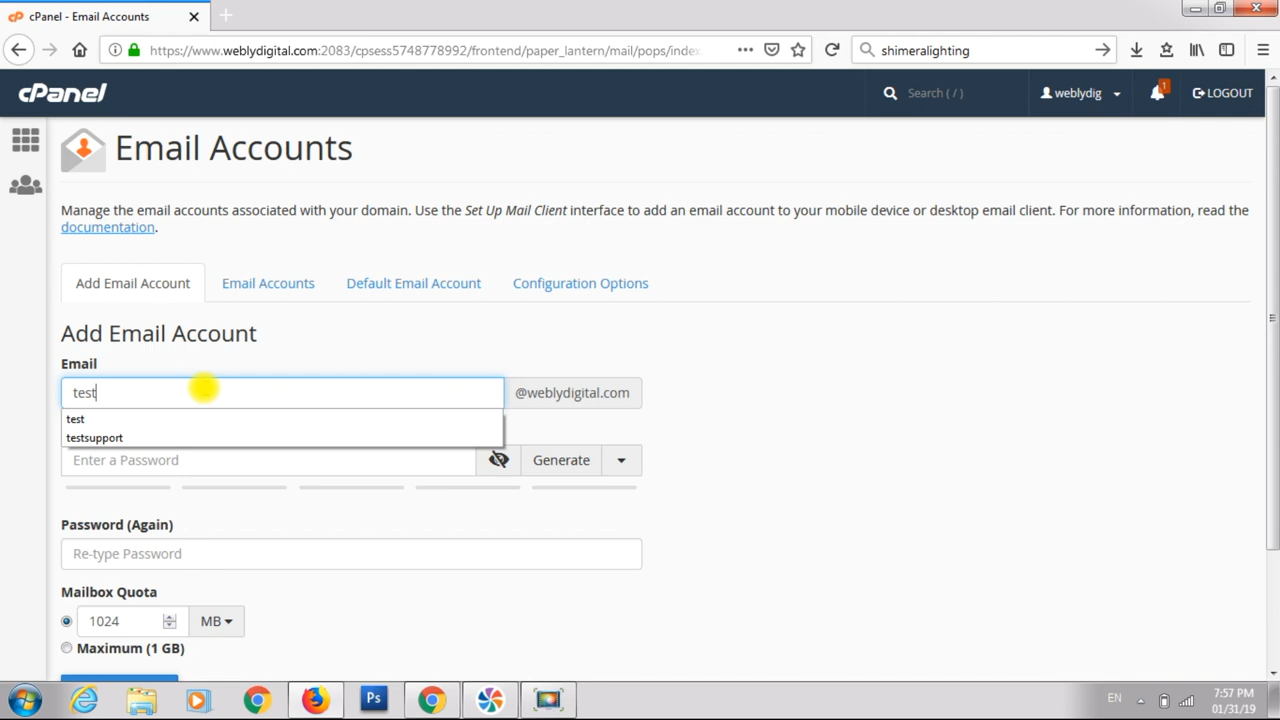 cPanel - Email Accounts
https://www.weblydigital.com:2083/cpsess5748778992/frontend/paper_lantern/mail/pops/index
shimeralighting
cPanel
Search ( / )
weblydig
1
LOGOUT
Email Accounts
Manage the email accounts associated with your domain. Use the Set Up Mail Client interface to add an email account to your mobile device or desktop email client. For more information, read the
documentation.
Add Email Account
Email Accounts
Default Email Account
Configuration Options
Add Email Account
Email
test
@weblydigital.com
test
testsupport
Enter a Password
Generate
Password (Again)
Re-type Password
Mailbox Quota
1024
MB
Maximum (1 GB)
Ps
EN
7:57 PM
01/31/19